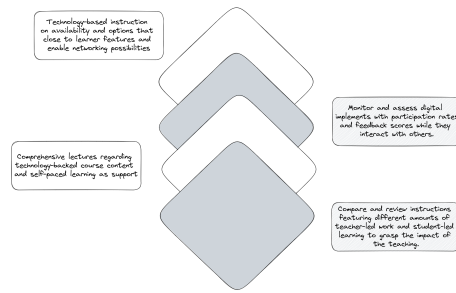 Technology-based instruction
on availability and options that
close to learner features and
enable networking possibilities
Monitor and assess digital
implements with participation rates
and feedback scores while they
interact with others.
Comprehensive lectures regarding
technology-backed course content
and self-paced learning as support
Compare and review instructions
featuring different amounts of
teacher-led work and student-led
learning to grasp the impact of
the teaching.